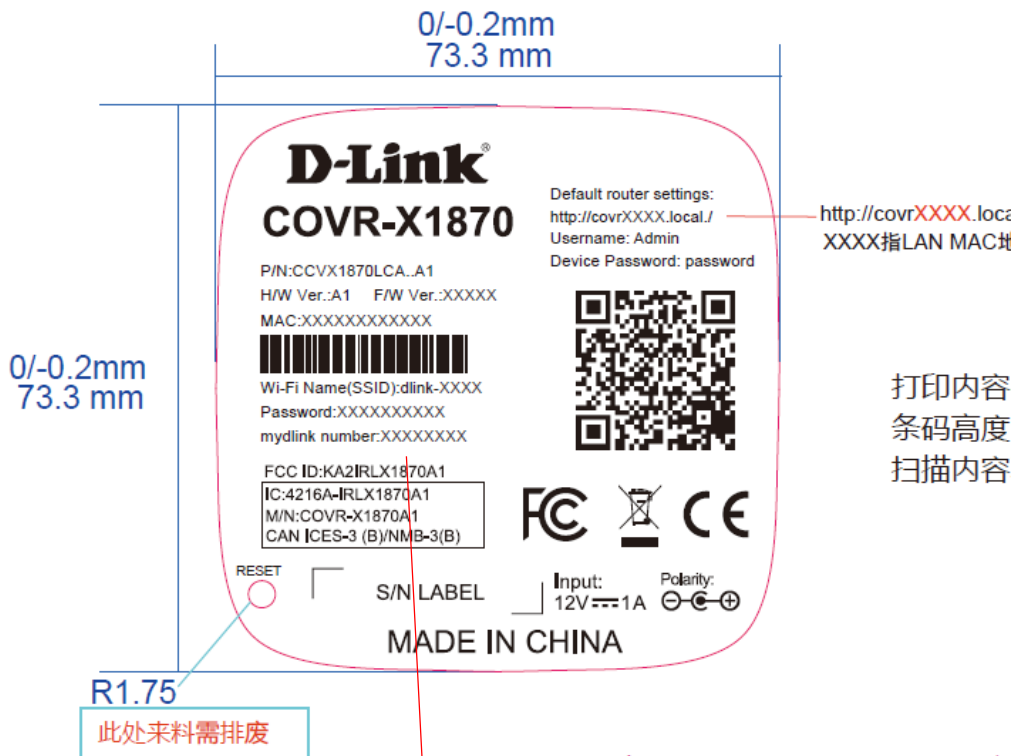 0/-0.2mm
73.3 mm
D-Link®
COVR-X1870
Default router settings:
http://covrXXXX.local./
Username: Admin
Device Password: password
http://covrXXXX.loca
XXXX指LAN MAC地
P/N:CCVX1870LCA..A1
H/W Ver.:A1 F/W Ver.:XXXXX
MAC:XXXXXXXXXXXX
0/-0.2mm
73.3 mm
Wi-Fi Name(SSID):dlink-XXXX
Password:XXXXXXXXXX
mydlink number:XXXXXXXX
打印内容
条码高度
扫描内容
FCC ID:KA2IRLX1870A1
IC:4216A-IRLX1870A1
M/N:COVR-X1870A1
CAN ICES-3 (B)/NMB-3(B)
FC CE
RESET
S/N LABEL
Input:
12V 1A
Polarity:
MADE IN CHINA
R1.75
此处来料需排废